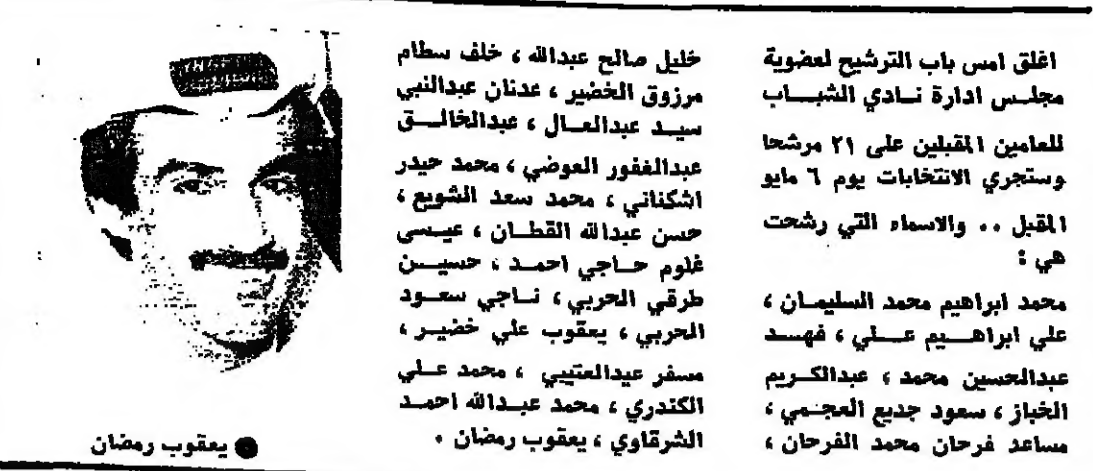 اغلق امس باب الترشيح لعضوية
مجلس ادارة نادي الشباب
للعامين المقبلين على ٢١ مرشحا
وستجري الانتخابات يوم ٦ مايو
المقبل .. والاسماء التي رشحت
هي :
محمد ابراهيم محمد السليمان ،
علي ابراهيم علي ، فهد
عبدالحسين محمد ، عبدالكريم
الخباز ، سعود جديع العجمي ،
مساعد فرحان محمد الفرحان ،
خليل صالح عبدالله ، خلف سطام
مرزوق الخضير ، عدنان عبدالنبي
سيد عبدالعال ، عبدالخالق
عبدالغفور العوضي ، محمد حيدر
اشكناني ، محمد سعد الشويع ،
حسن عبدالله القطان ، عيسى
غلوم حاجي احمد ، حسين
طرقي الحربي ، ناجي سعود
الحربي ، يعقوب علي خضير ،
مسفر عيدالعتيبي ، محمد علي
الكندري ، محمد عبدالله احمد
الشرقاوي ، يعقوب رمضان .
● يعقوب رمضان